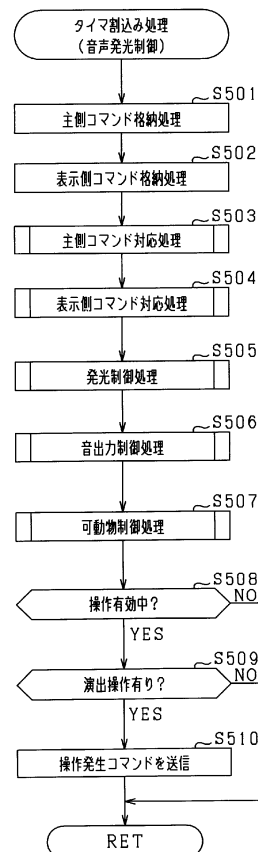 タイマ割込み処理
(音声発光制御)
S501
主側コマンド格納処理
S502
表示側コマンド格納処理
S503
主側コマンド対応処理
S504
表示側コマンド対応処理
S505
発光制御処理
S506
音出力制御処理
S507
可動物制御処理
S508
操作有効中?
NO
YES
S509
演出操作有り?
NO
YES
S510
操作発生コマンドを送信
RET